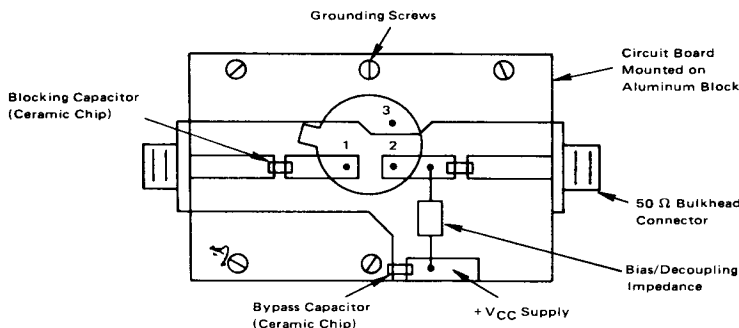 Grounding Screws
Circuit Board
Mounted on
Aluminum Block
Blocking Capacitor
(Ceramic Chip)
3
1
2
50 Ω Bulkhead
Connector
Bias/Decoupling
Impedance
Bypass Capacitor
(Ceramic Chip)
+ VCC Supply